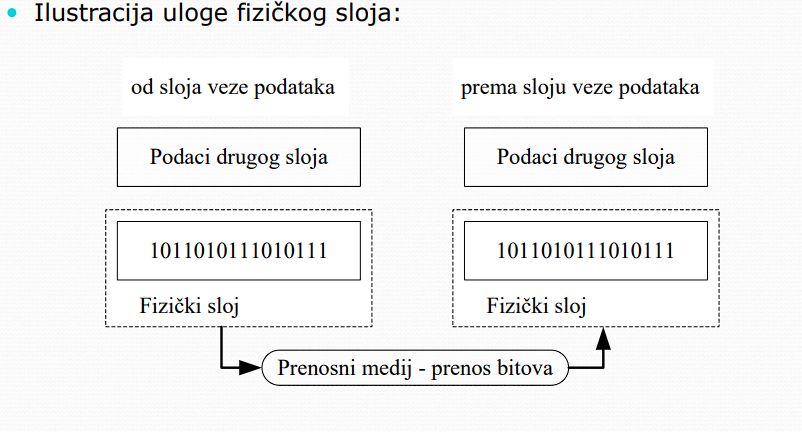 • Ilustracija uloge fizičkog sloja:
od sloja veze podataka
prema sloju veze podataka
Podaci drugog sloja
Podaci drugog sloja
1011010111010111
1011010111010111
Fizički sloj
Fizički sloj
Prenosni medij - prenos bitova